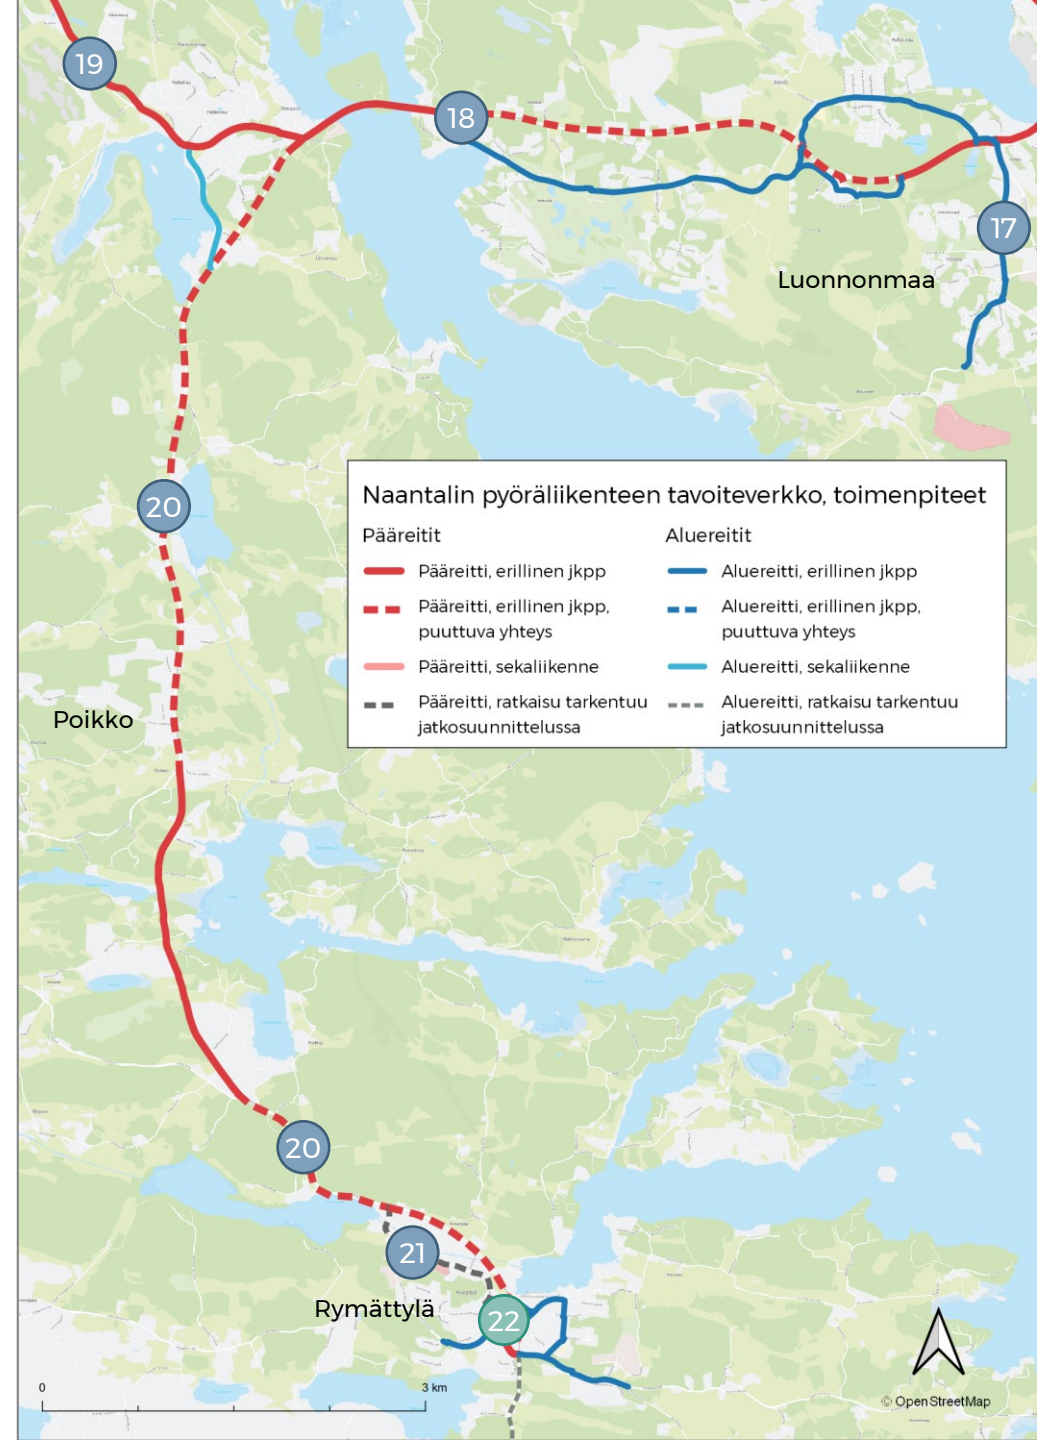 19
18
17
Luonnonmaa
20
Naantalin pyöräliikenteen tavoiteverkko, toimenpiteet
Pääreitit
Pääreitti, erillinen jkpp
Pääreitti, erillinen jkpp,
puuttuva yhteys
Pääreitti, sekaliikenne
Pääreitti, ratkaisu tarkentuu
jatkosuunnittelussa
Aluereitit
Aluereitti, erillinen jkpp
Aluereitti, erillinen jkpp,
puuttuva yhteys
Aluereitti, sekaliikenne
Aluereitti, ratkaisu tarkentuu
jatkosuunnittelussa
Poikko
20
21
Rymättylä
22
0
3 km
© OpenStreetMap